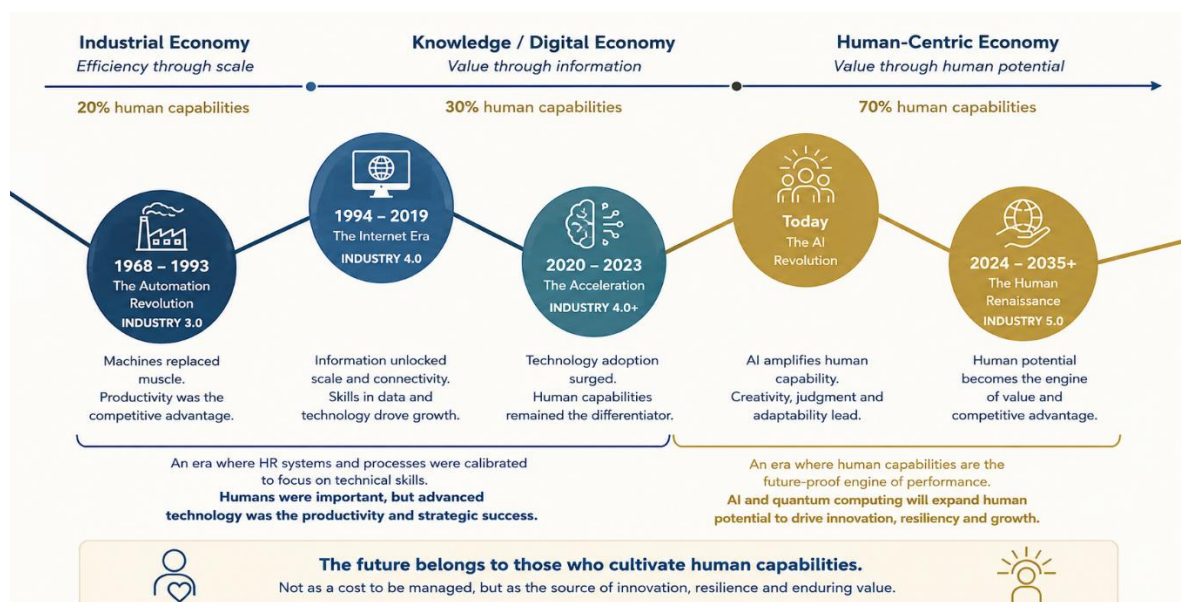 Industrial Economy
Efficiency through scale
20% human capabilities
Knowledge / Digital Economy
Value through information
30% human capabilities
Human-Centric Economy
Value through human potential
70% human capabilities
1968 – 1993
The Automation
Revolution
INDUSTRY 3.0
Machines replaced
muscle.
Productivity was the
competitive advantage.
1994 – 2019
The Internet Era
INDUSTRY 4.0
Information unlocked
scale and connectivity.
Skills in data and
technology drove growth.
2020 – 2023
The Acceleration
INDUSTRY 4.0+
Technology adoption
surged.
Human capabilities
remained the differentiator.
Today
The AI
Revolution
AI amplifies human
capability.
Creativity, judgment and
adaptability lead.
2024 – 2035+
The Human
Renaissance
INDUSTRY 5.0
Human potential
becomes the engine
of value and
competitive advantage.
An era where HR systems and processes were calibrated
to focus on technical skills.
Humans were important, but advanced
technology was the productivity and strategic success.
An era where human capabilities are the
future-proof engine of performance.
AI and quantum computing will expand human
potential to drive innovation, resiliency and growth.
The future belongs to those who cultivate human capabilities.
Not as a cost to be managed, but as the source of innovation, resilience and enduring value.